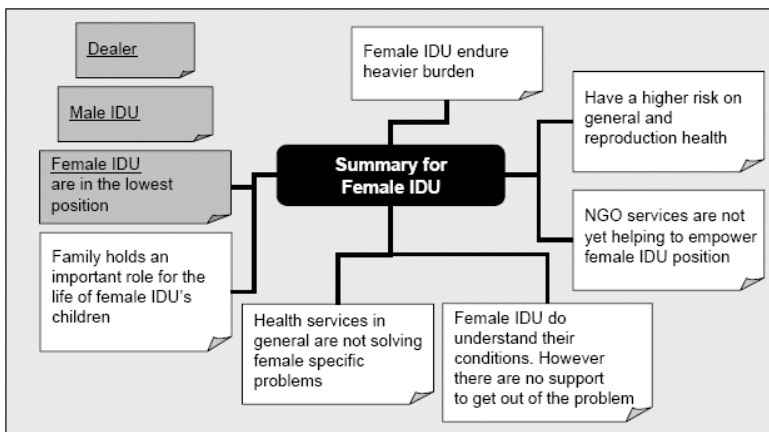 Dealer
Male IDU
Female IDU
are in the lowest
position
Family holds an
important role for the
life of female IDU's
children
Female IDU endure
heavier burden
Summary for
Female IDU
Have a higher risk on
general and
reproduction health
NGO services are not
yet helping to empower
female IDU position
Health services in
general are not solving
female specific
problems
Female IDU do
understand their
conditions. However
there are no support
to get out of the problem